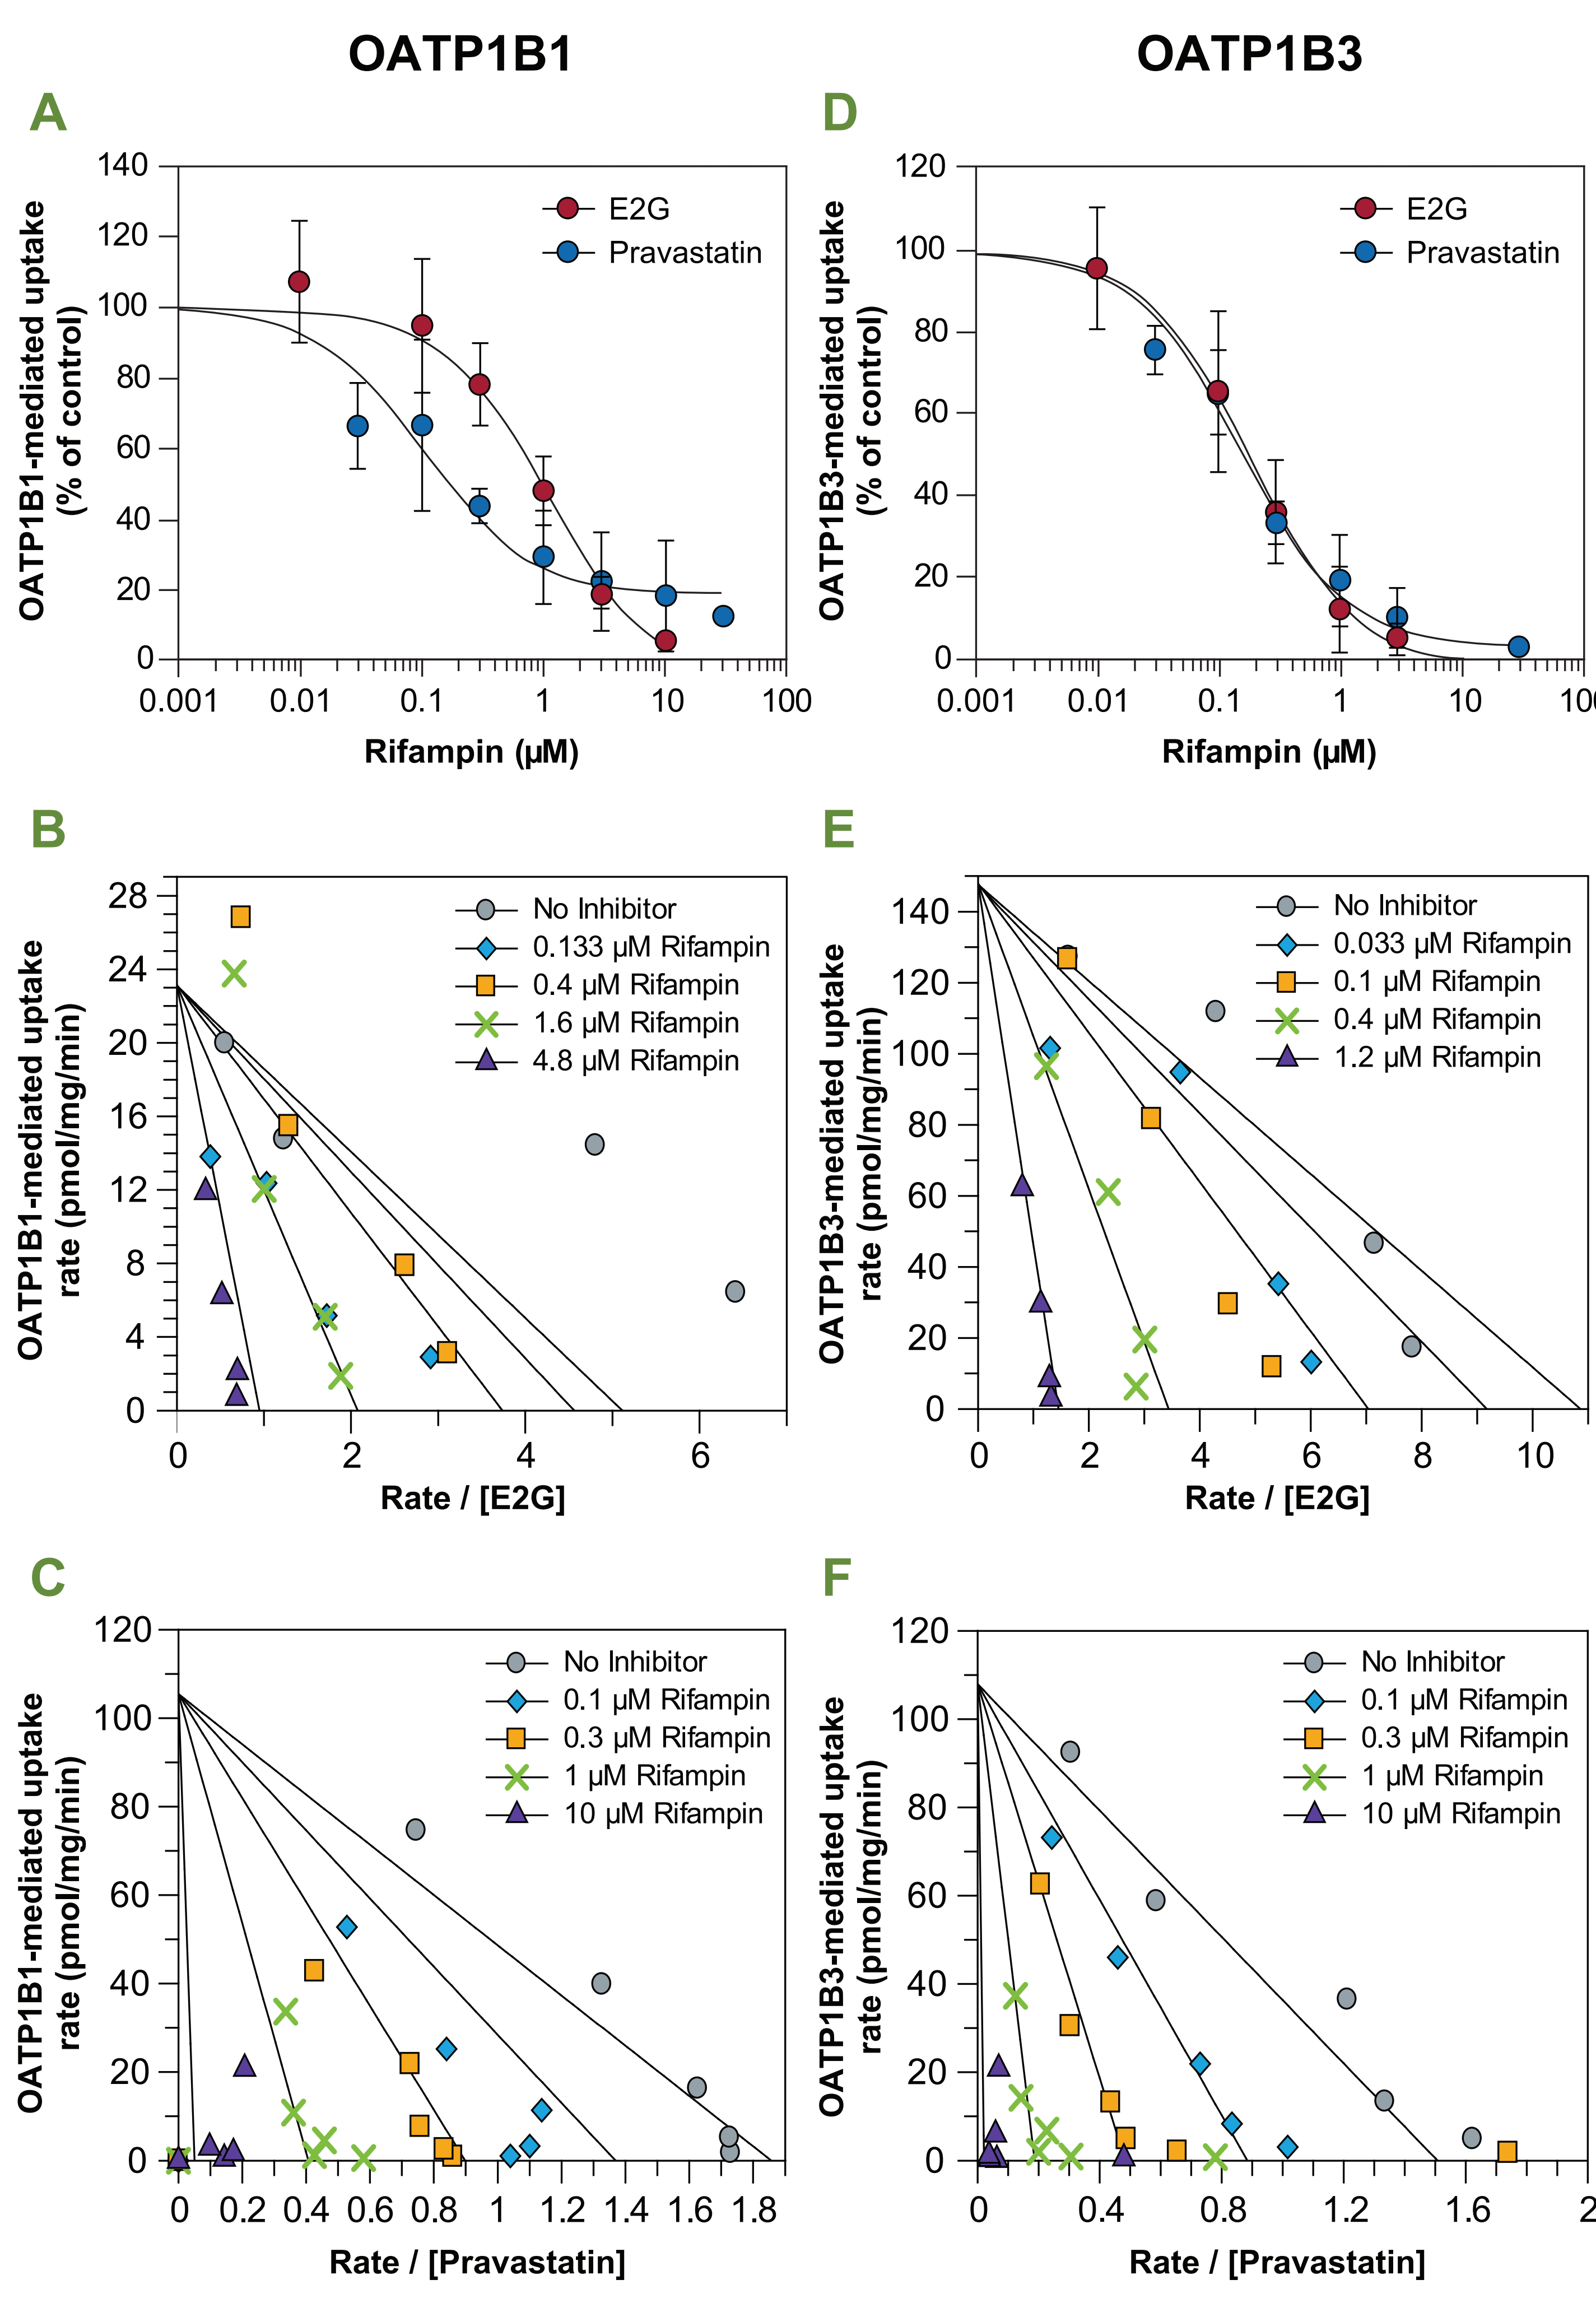 OATP1B1
OATP1B3
A
OATP1B1-mediated uptake
(% of control)
140
120
100
80
60
40
20
0
E2G
Pravastatin
0.001 0.01 0.1 1 10 100
Rifampin (µM)
D
OATP1B3-mediated uptake
(% of control)
120
100
80
60
40
20
0
E2G
Pravastatin
0.001 0.01 0.1 1 10 100
Rifampin (µM)
B
OATP1B1-mediated uptake
rate (pmol/mg/min)
28
24
20
16
12
8
4
0
No Inhibitor
0.133 µM Rifampin
0.4 µM Rifampin
1.6 µM Rifampin
4.8 µM Rifampin
0 2 4 6
Rate / [E2G]
E
OATP1B3-mediated uptake
rate (pmol/mg/min)
140
120
100
80
60
40
20
0
No Inhibitor
0.033 µM Rifampin
0.1 µM Rifampin
0.4 µM Rifampin
1.2 µM Rifampin
0 2 4 6 8 10
Rate / [E2G]
C
OATP1B1-mediated uptake
rate (pmol/mg/min)
120
100
80
60
40
20
0
No Inhibitor
0.1 µM Rifampin
0.3 µM Rifampin
1 µM Rifampin
10 µM Rifampin
0 0.2 0.4 0.6 0.8 1 1.2 1.4 1.6 1.8
Rate / [Pravastatin]
F
OATP1B3-mediated uptake
rate (pmol/mg/min)
120
100
80
60
40
20
0
No Inhibitor
0.1 µM Rifampin
0.3 µM Rifampin
1 µM Rifampin
10 µM Rifampin
0 0.4 0.8 1.2 1.6 2
Rate / [Pravastatin]